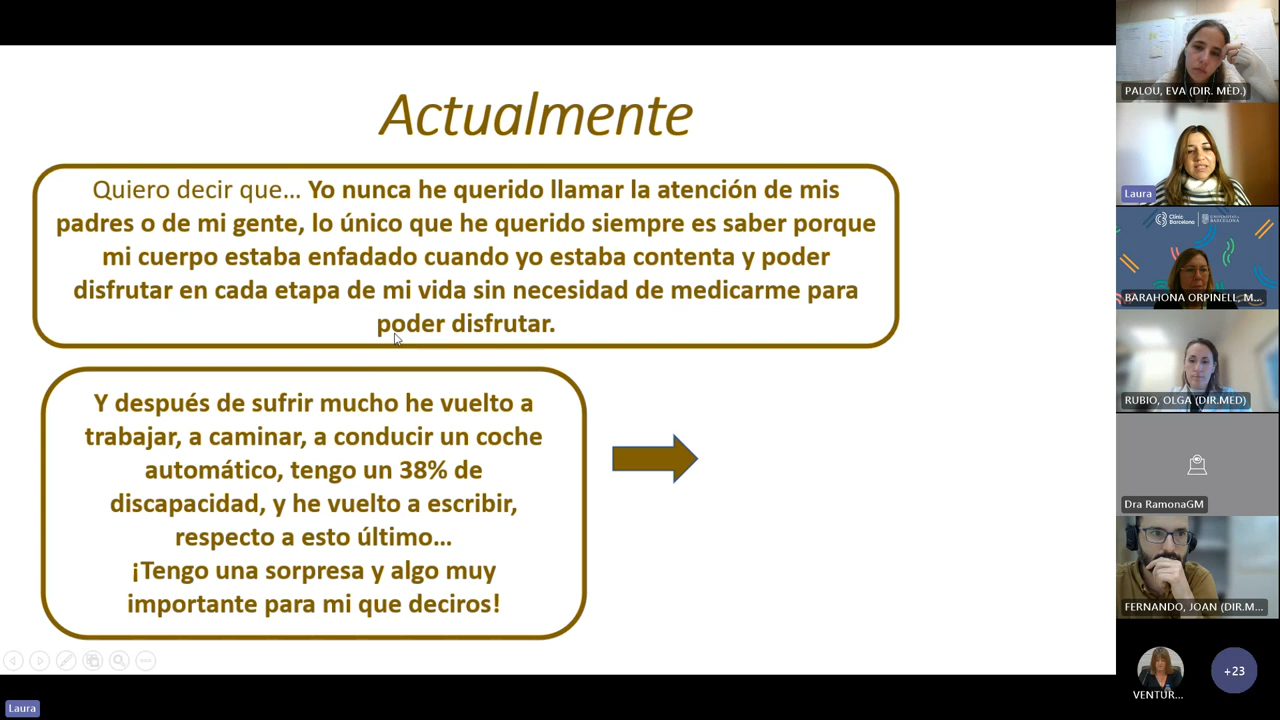 Actualmente
Quiero decir que... Yo nunca he querido llamar la atención de mis
padres o de mi gente, lo único que he querido siempre es saber porque
mi cuerpo estaba enfadado cuando yo estaba contenta y poder
disfrutar en cada etapa de mi vida sin necesidad de medicarme para
poder disfrutar.
Y después de sufrir mucho he vuelto a
trabajar, a caminar, a conducir un coche
automático, tengo un 38% de
discapacidad, y he vuelto a escribir,
respecto a esto último...
¡Tengo una sorpresa y algo muy
importante para mi que deciros!
Laura
PALOU, EVA (DIR. MÈD.)
Laura
Clínic
Barcelona
UNIVERSITAT DE
BARCELONA
BARAHONA ORPINELL, M...
RUBIO, OLGA (DIR.MED)
Dra RamonaGM
FERNANDO, JOAN (DIR.M...
VENTUR...
+23